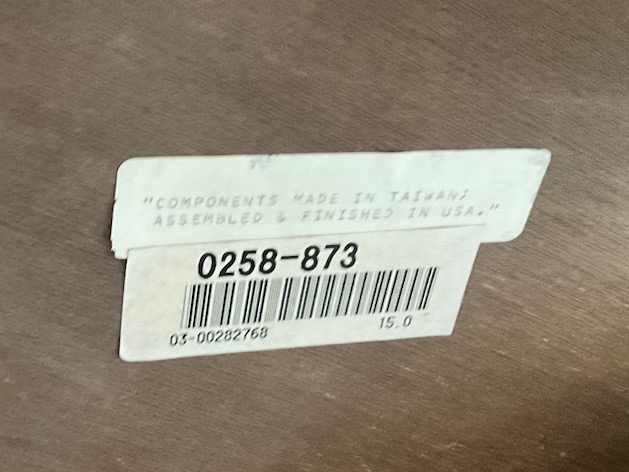 "COMPONENTS MADE IN TAIWAN;
ASSEMBLED & FINISHED IN USA."
0258-873
03-00282768
15.0